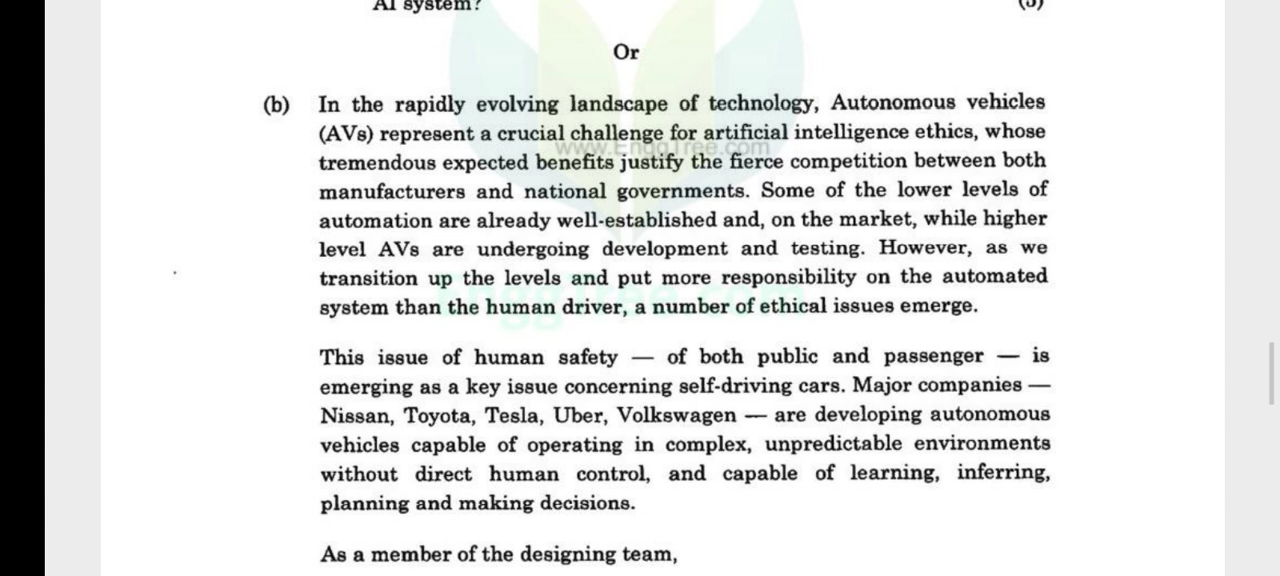 AI system? (5)
Or
(b) In the rapidly evolving landscape of technology, Autonomous vehicles
(AVs) represent a crucial challenge for artificial intelligence ethics, whose
www.EnggTree.com
tremendous expected benefits justify the fierce competition between both
manufacturers and national governments. Some of the lower levels of
automation are already well-established and, on the market, while higher
level AVs are undergoing development and testing. However, as we
transition up the levels and put more responsibility on the automated
EnggTree.com
system than the human driver, a number of ethical issues emerge.
This issue of human safety — of both public and passenger — is
emerging as a key issue concerning self-driving cars. Major companies —
Nissan, Toyota, Tesla, Uber, Volkswagen — are developing autonomous
vehicles capable of operating in complex, unpredictable environments
without direct human control, and capable of learning, inferring,
planning and making decisions.
As a member of the designing team,